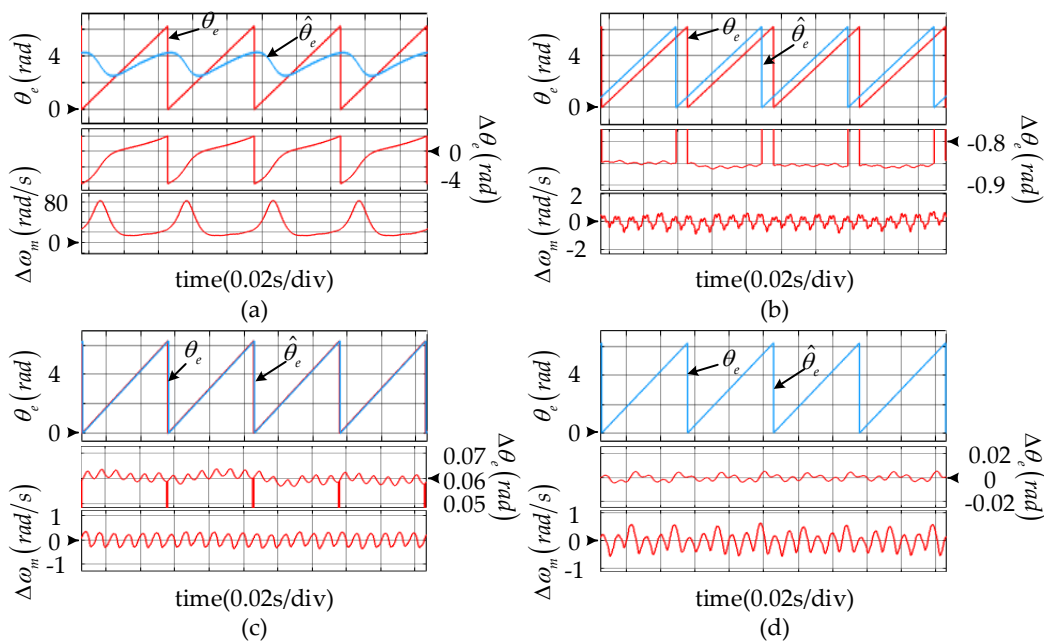 θₑ θ̂ₑ
θₑ(rad)
4
0
Δθₑ(rad)
0
-4
Δωₘ(rad/s)
80
0
time(0.02s/div)
(a)
θₑ θ̂ₑ
θₑ(rad)
4
0
Δθₑ(rad)
-0.8
-0.9
Δωₘ(rad/s)
2
0
-2
time(0.02s/div)
(b)
θₑ θ̂ₑ
θₑ(rad)
4
0
Δθₑ(rad)
0.07
0.06
0.05
Δωₘ(rad/s)
1
0
-1
time(0.02s/div)
(c)
θₑ θ̂ₑ
θₑ(rad)
4
0
Δθₑ(rad)
0.02
0
-0.02
Δωₘ(rad/s)
1
0
-1
time(0.02s/div)
(d)